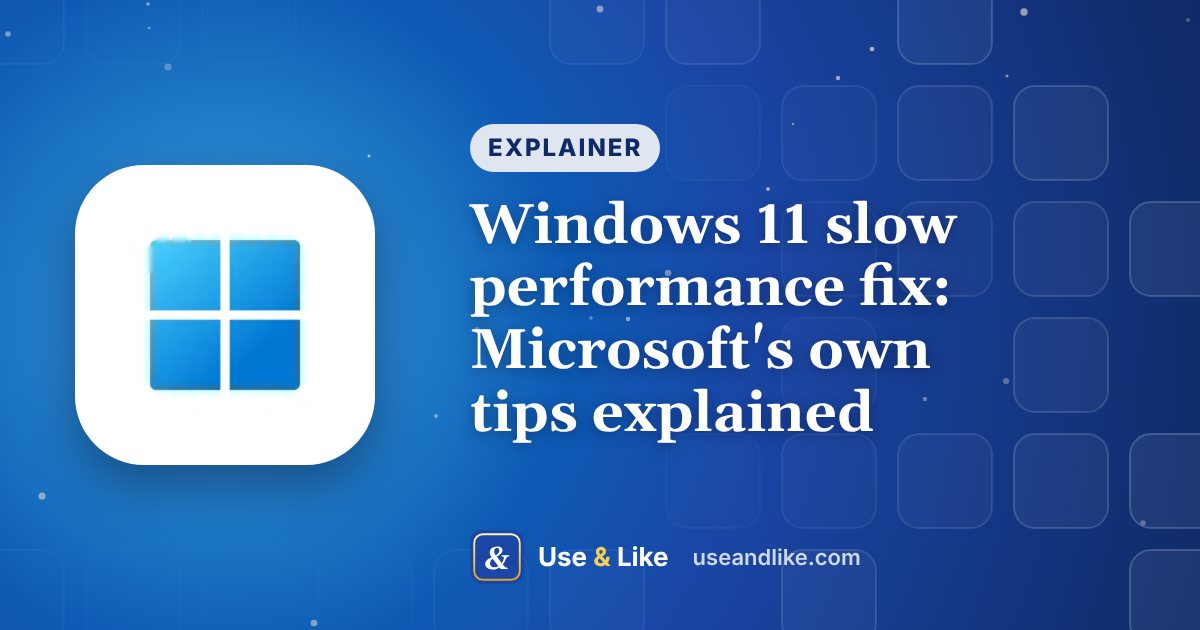 EXPLAINER
Windows 11 slow
performance fix:
Microsoft's own
tips explained
& Use & Like useandlike.com